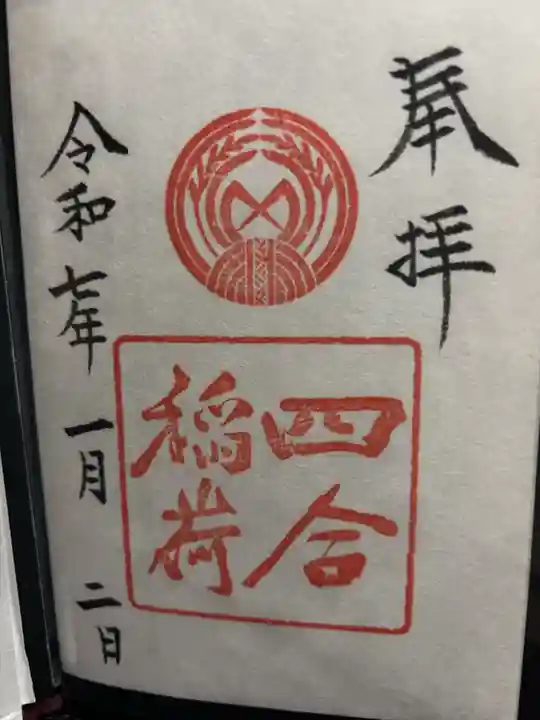 奉拝
四合
稲荷
令和七年一月二日